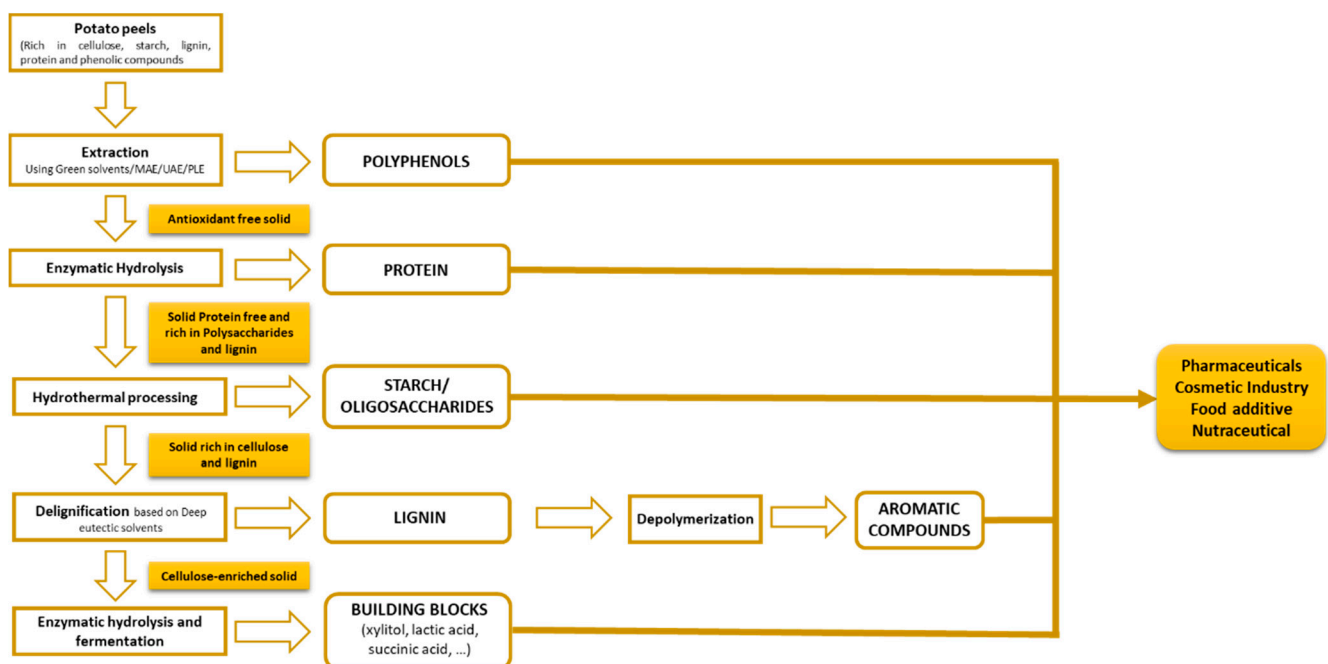 Potato peels
(Rich in cellulose, starch, lignin,
protein and phenolic compounds
Extraction
Using Green solvents/MAE/UAE/PLE
POLYPHENOLS
Antioxidant free solid
Enzymatic Hydrolysis
PROTEIN
Solid Protein free and
rich in Polysaccharides
and lignin
Hydrothermal processing
STARCH/
OLIGOSACCHARIDES
Pharmaceuticals
Cosmetic Industry
Food additive
Nutraceutical
Solid rich in cellulose
and lignin
Delignification based on Deep
eutectic solvents
LIGNIN
Depolymerization
AROMATIC
COMPOUNDS
Cellulose-enriched solid
Enzymatic hydrolysis and
fermentation
BUILDING BLOCKS
(xylitol, lactic acid,
succinic acid, ...)